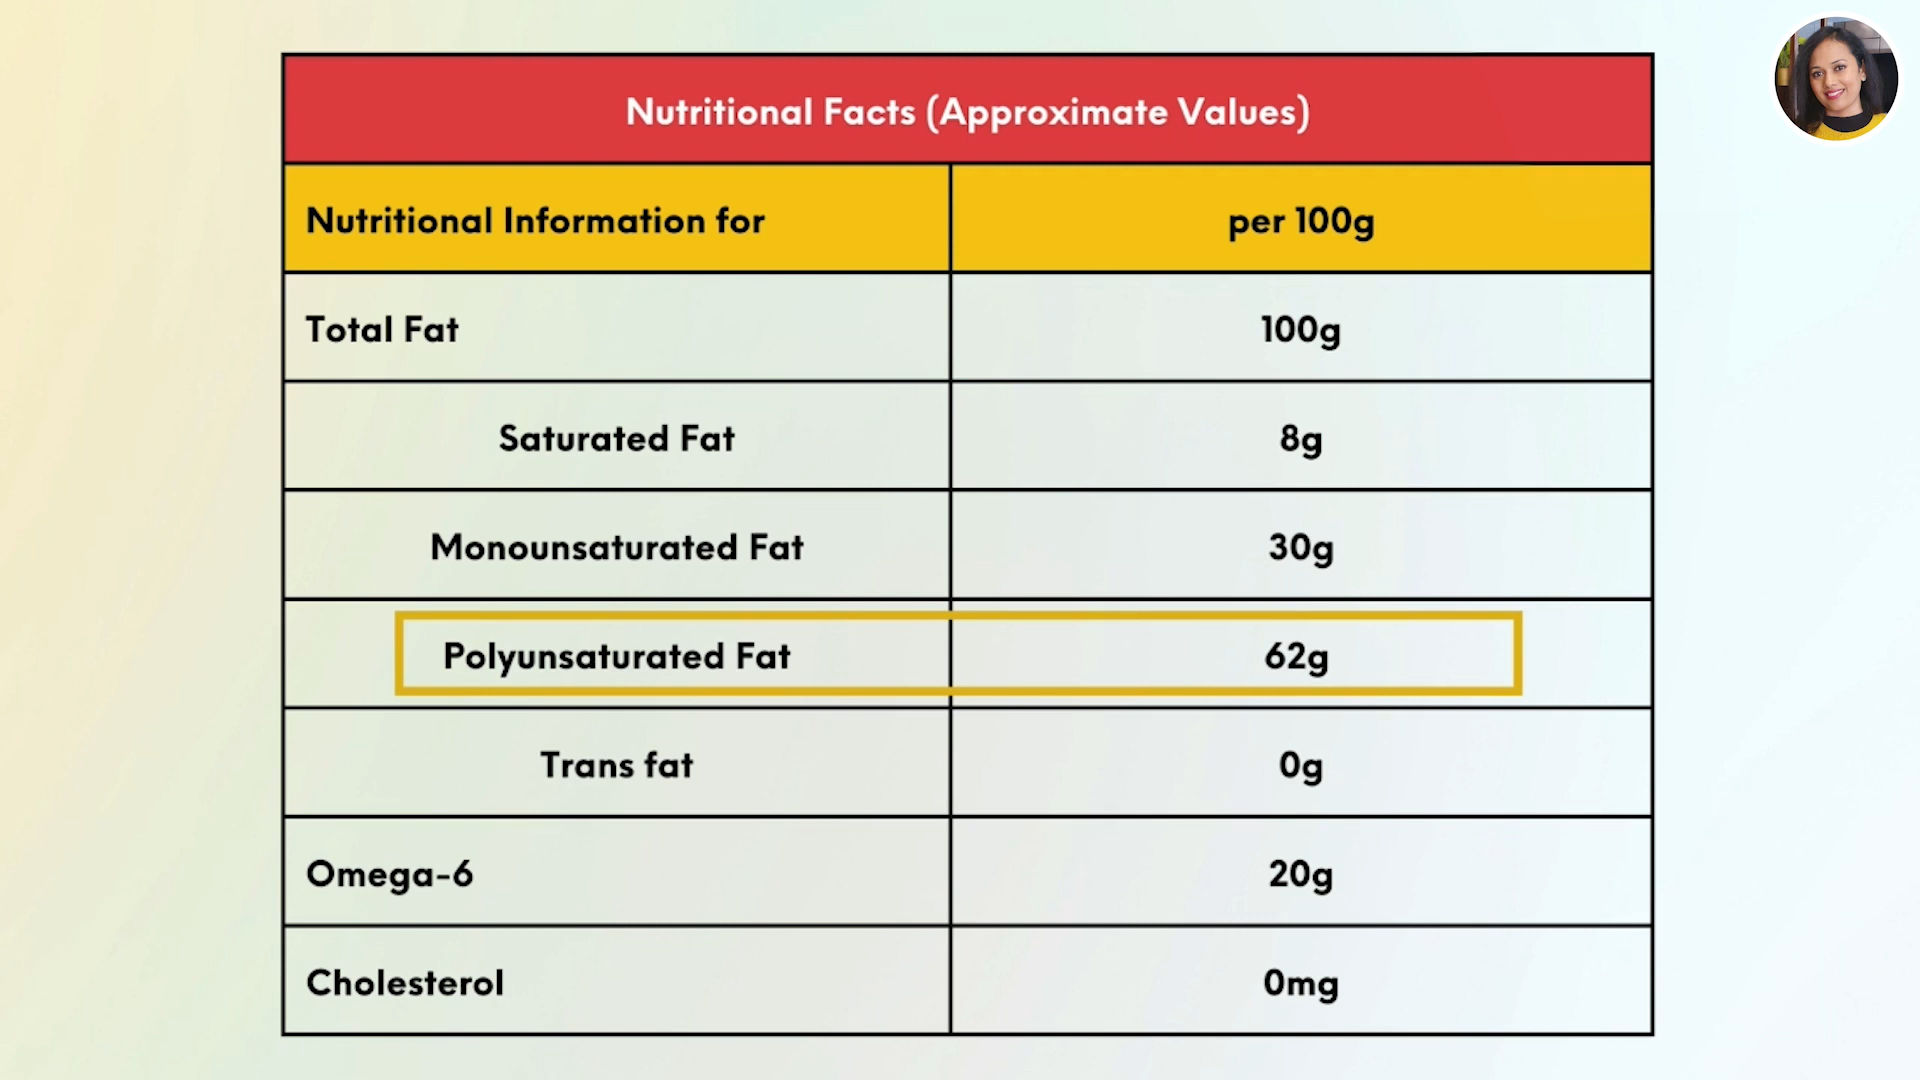 Nutritional Facts (Approximate Values)
Nutritional Information for per 100g
Total Fat 100g
Saturated Fat 8g
Monounsaturated Fat 30g
Polyunsaturated Fat 62g
Trans fat 0g
Omega-6 20g
Cholesterol 0mg